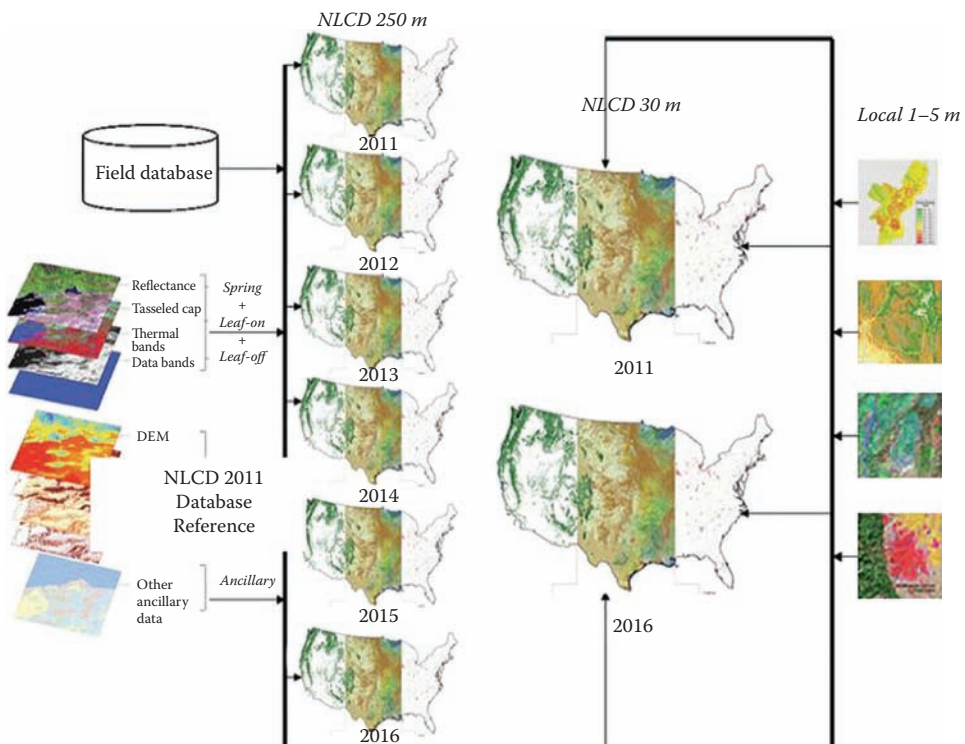 NLCD 250 m
NLCD 30 m
Local 1–5 m
Field database
2011
2012
2013
2014
2015
2016
Reflectance
Tasseled cap
Thermal
bands
Data bands
Spring
+
Leaf-on
+
Leaf-off
DEM
NLCD 2011
Database
Reference
Other
ancillary
data
Ancillary
2011
2016